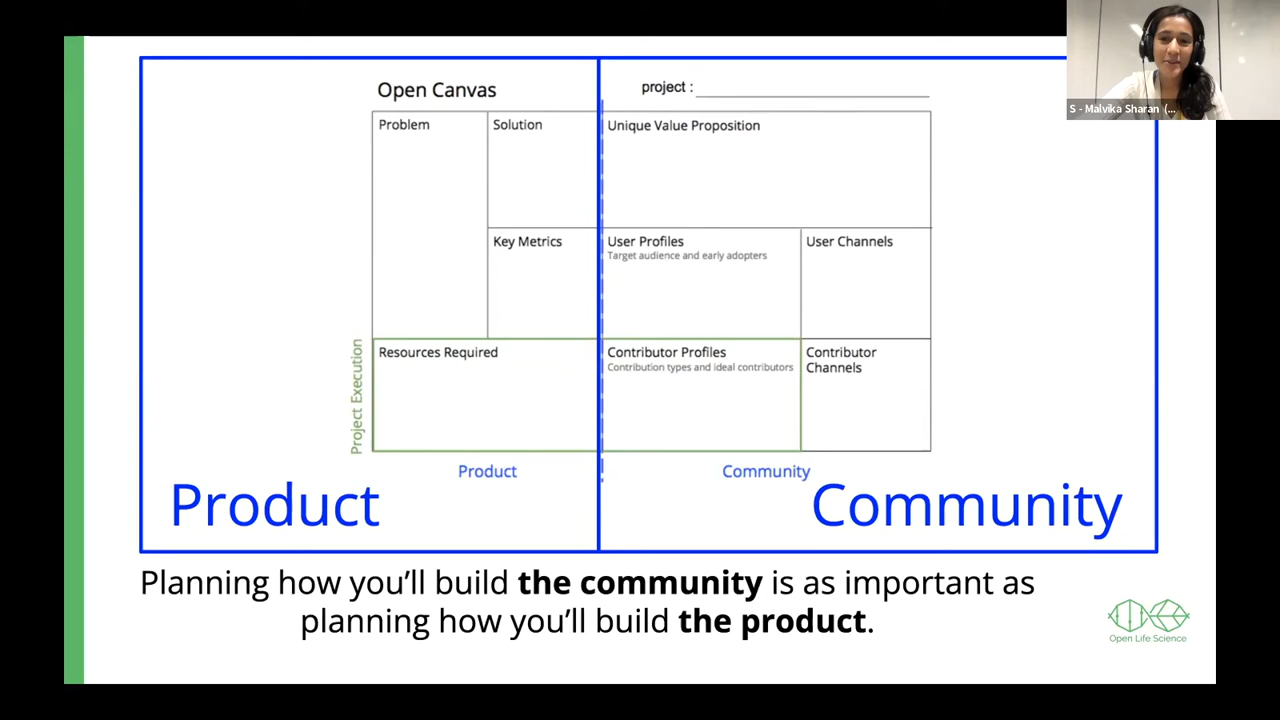 S - Malvika Sharan (...
Open Canvas
project : 
Problem
Solution
Unique Value Proposition
Key Metrics
User Profiles
Target audience and early adopters
User Channels
Project Execution
Resources Required
Contributor Profiles
Contribution types and ideal contributors
Contributor
Channels
Product
Community
Product
Community
Planning how you'll build the community is as important as
planning how you'll build the product.
Open Life Science